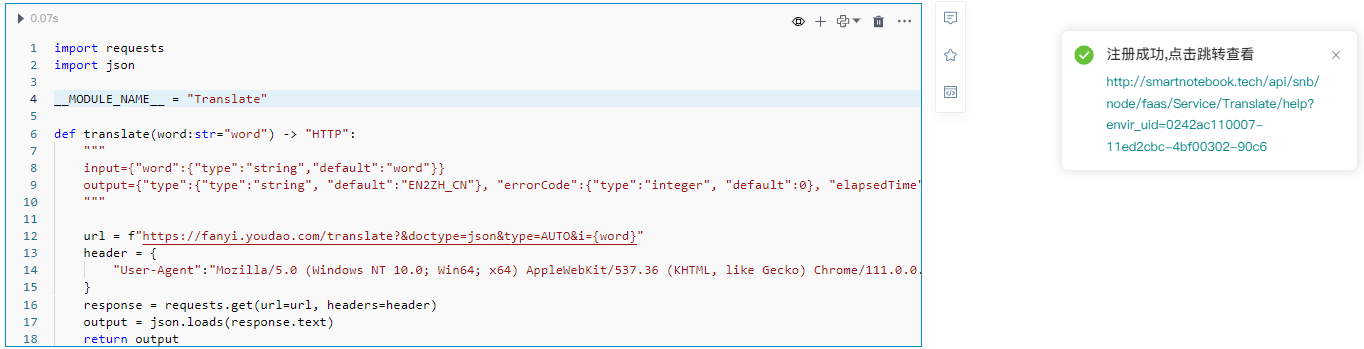 0.07s
1 import requests
2 import json
3
4 __MODULE_NAME__ = "Translate"
5
6 def translate(word:str="word") -> "HTTP":
7 """
8 input={"word":{"type":"string","default":"word"}}
9 output={"type":{"type":"string", "default":"EN2ZH_CN"}, "errorCode":{"type":"integer", "default":0}, "elapsedTime"
10 """
11
12 url = f"https://fanyi.youdao.com/translate?&doctype=json&type=AUTO&i={word}"
13 header = {
14 "User-Agent":"Mozilla/5.0 (Windows NT 10.0; Win64; x64) AppleWebKit/537.36 (KHTML, like Gecko) Chrome/111.0.0.
15 }
16 response = requests.get(url=url, headers=header)
17 output = json.loads(response.text)
18 return output
注册成功,点击跳转查看
http://smartnotebook.tech/api/snb/
node/faas/Service/Translate/help?
envir_uid=0242ac110007-
11ed2cbc-4bf00302-90c6